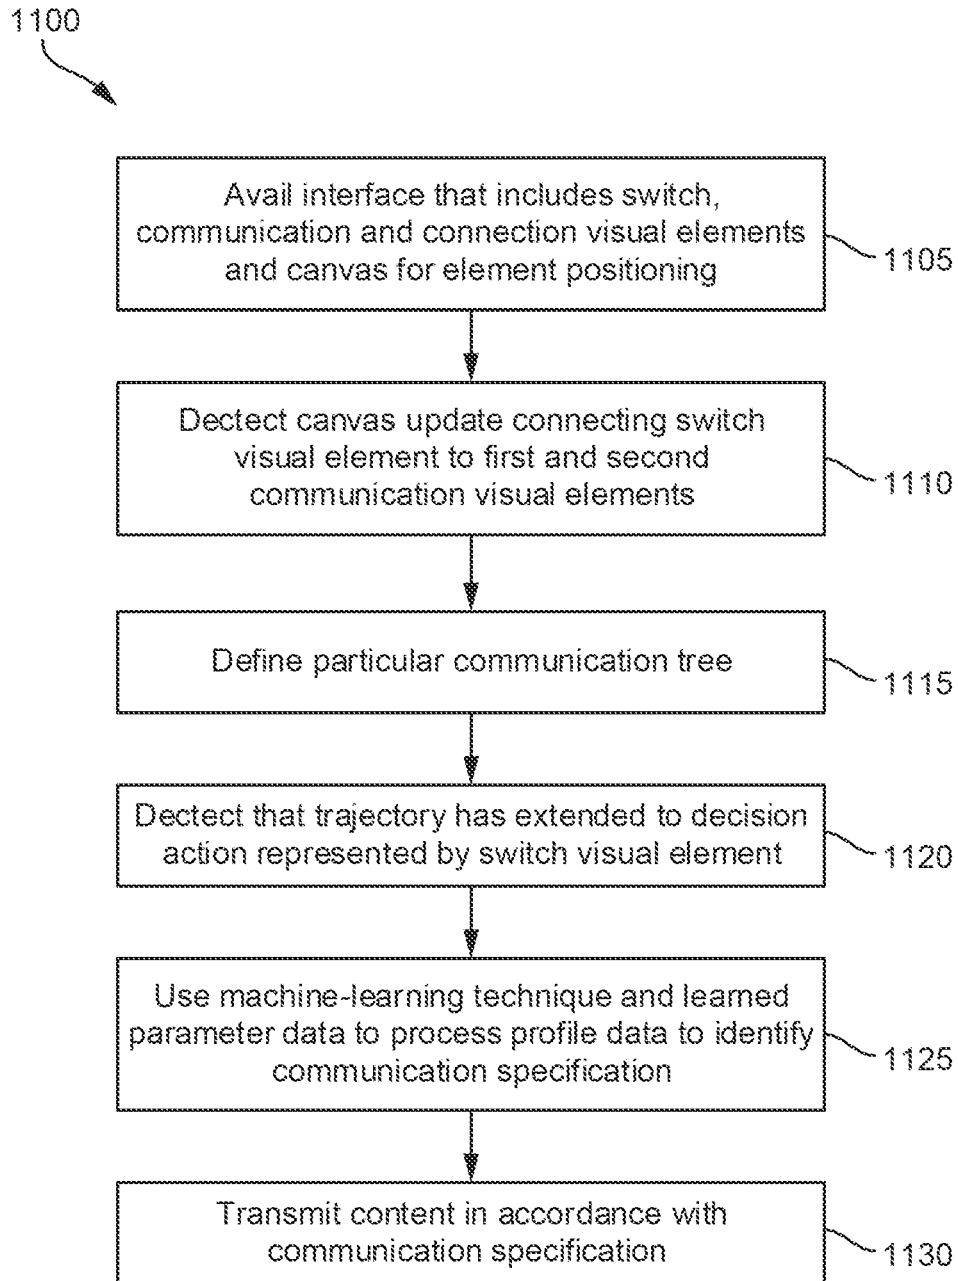 1100
Avail interface that includes switch,
communication and connection visual elements
and canvas for element positioning
1105
Dectect canvas update connecting switch
visual element to first and second
communication visual elements
1110
Define particular communication tree
1115
Dectect that trajectory has extended to decision
action represented by switch visual element
1120
Use machine-learning technique and learned
parameter data to process profile data to identify
communication specification
1125
Transmit content in accordance with
communication specification
1130